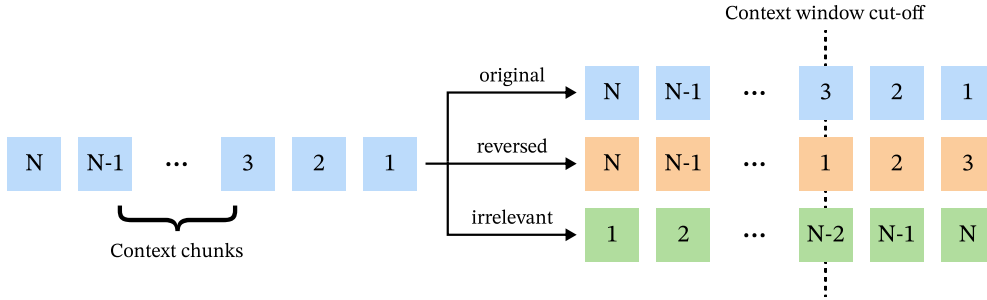 Context window cut-off
original
N N-1 ... 3 2 1
N N-1 ... 3 2 1
reversed
N N-1 ... 1 2 3
irrelevant
1 2 ... N-2 N-1 N
Context chunks